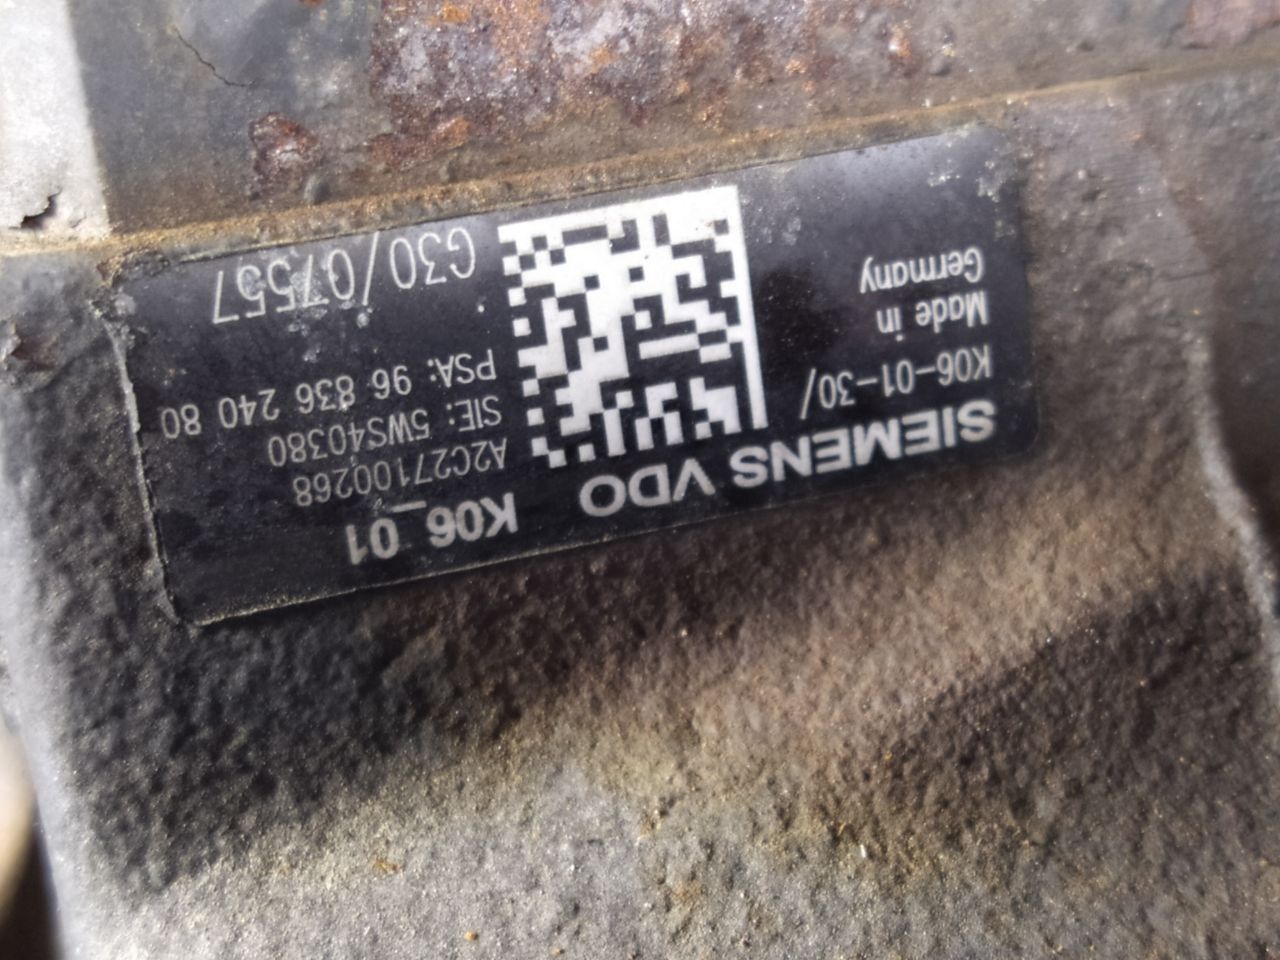 SIEMENS VDO K06_01
K06-01-30/
Made in
Germany
A2C27100268
SIE: 5WS40380
PSA: 96 836 240 80
G30/07557